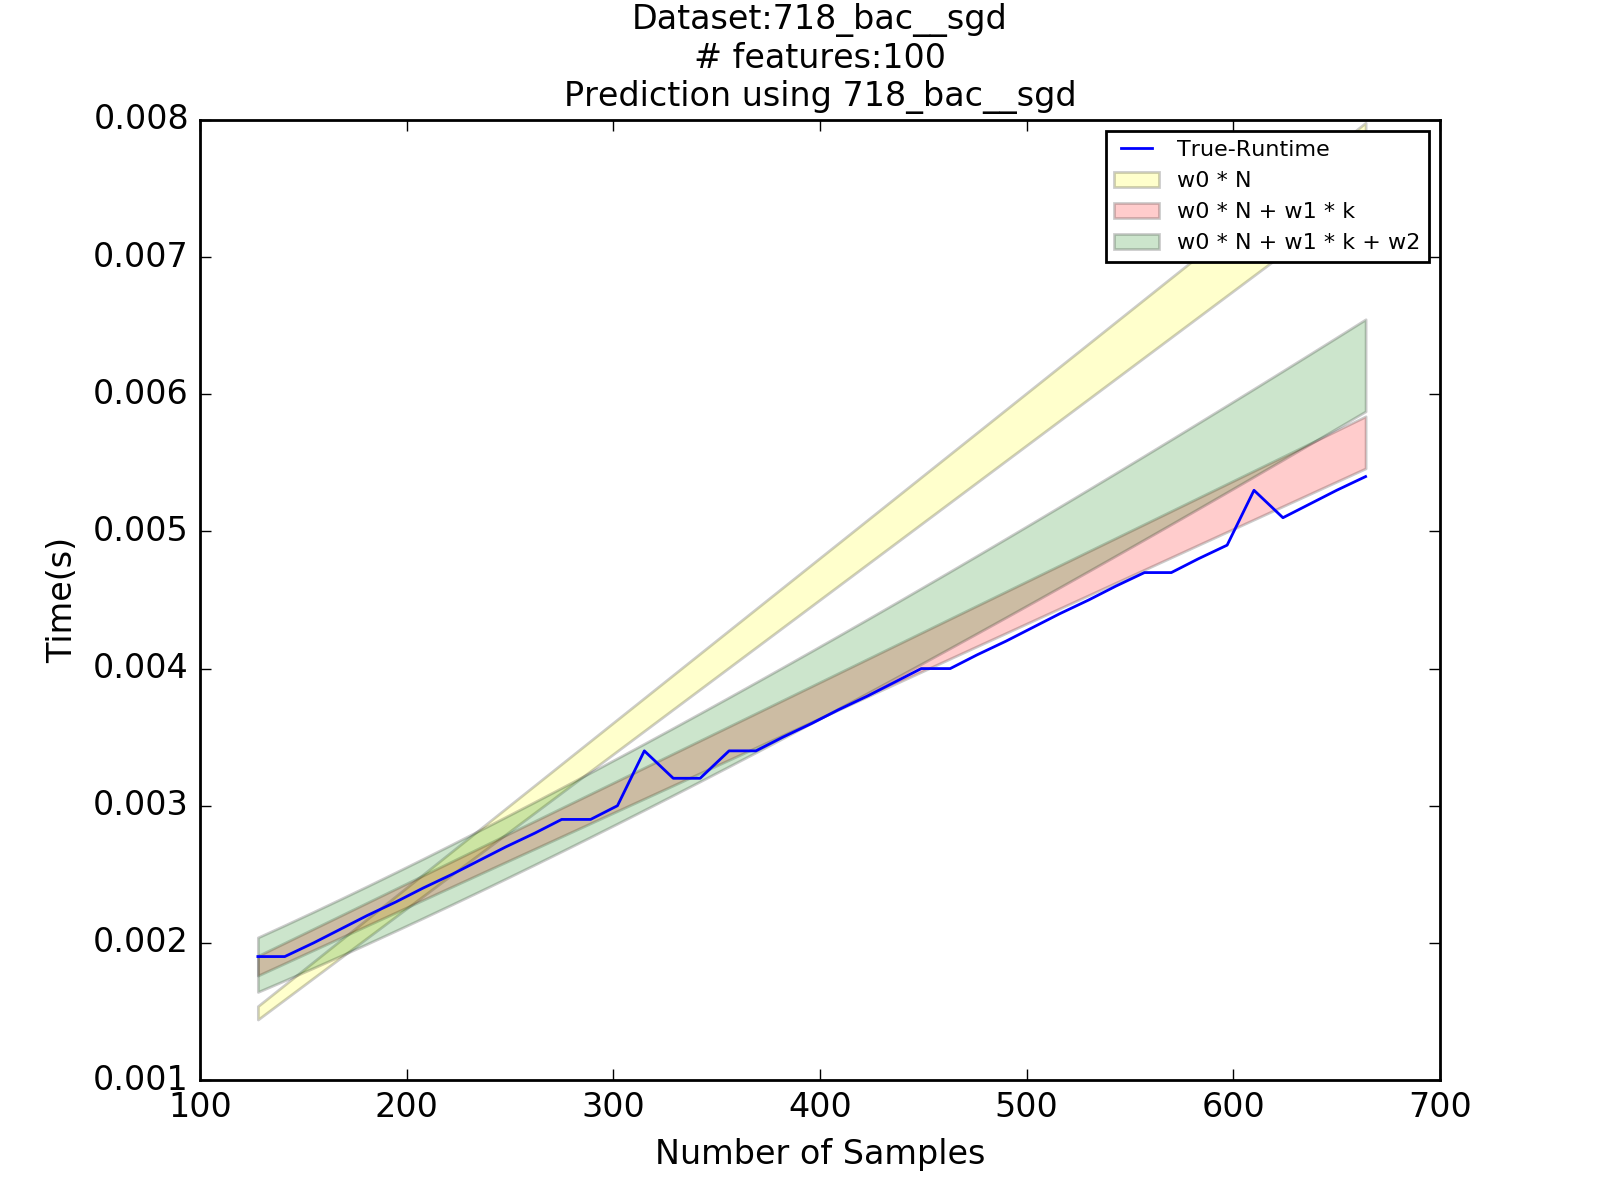 Dataset:718_bac__sgd
# features:100
Prediction using 718_bac__sgd
0.008
0.007
0.006
0.005
0.004
0.003
0.002
0.001
Time(s)
True-Runtime
w0 * N
w0 * N + w1 * k
w0 * N + w1 * k + w2
100 200 300 400 500 600 700
Number of Samples